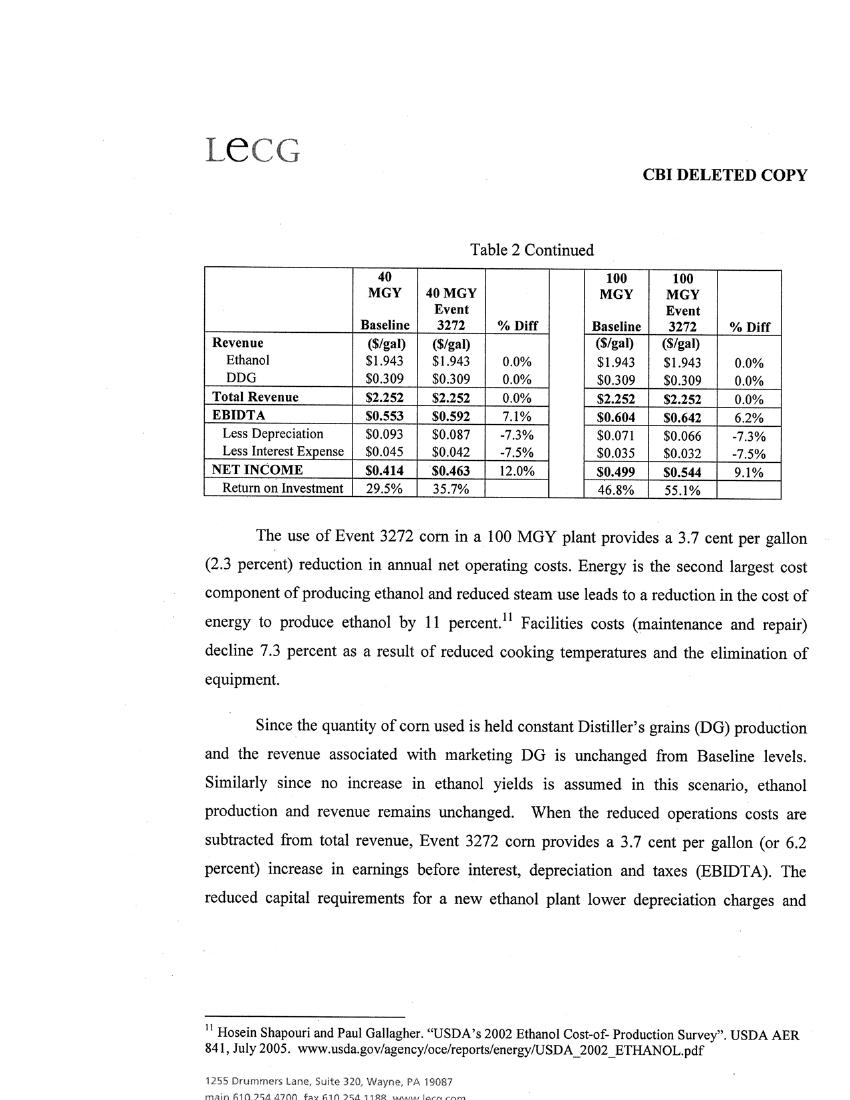 LECG
CBI DELETED COPY
Table 2 Continued
40 MGY Baseline | 40 MGY Event 3272 | % Diff | 100 MGY Baseline | 100 MGY Event 3272 | % Diff
Revenue ($/gal) ($/gal) ($/gal) ($/gal)
Ethanol $1.943 $1.943 0.0% $1.943 $1.943 0.0%
DDG $0.309 $0.309 0.0% $0.309 $0.309 0.0%
Total Revenue $2.252 $2.252 0.0% $2.252 $2.252 0.0%
EBIDTA $0.553 $0.592 7.1% $0.604 $0.642 6.2%
Less Depreciation $0.093 $0.087 -7.3% $0.071 $0.066 -7.3%
Less Interest Expense $0.045 $0.042 -7.5% $0.035 $0.032 -7.5%
NET INCOME $0.414 $0.463 12.0% $0.499 $0.544 9.1%
Return on Investment 29.5% 35.7% 46.8% 55.1%
The use of Event 3272 corn in a 100 MGY plant provides a 3.7 cent per gallon
(2.3 percent) reduction in annual net operating costs. Energy is the second largest cost
component of producing ethanol and reduced steam use leads to a reduction in the cost of
energy to produce ethanol by 11 percent.11 Facilities costs (maintenance and repair)
decline 7.3 percent as a result of reduced cooking temperatures and the elimination of
equipment.
Since the quantity of corn used is held constant Distiller's grains (DG) production
and the revenue associated with marketing DG is unchanged from Baseline levels.
Similarly since no increase in ethanol yields is assumed in this scenario, ethanol
production and revenue remains unchanged. When the reduced operations costs are
subtracted from total revenue, Event 3272 corn provides a 3.7 cent per gallon (or 6.2
percent) increase in earnings before interest, depreciation and taxes (EBIDTA). The
reduced capital requirements for a new ethanol plant lower depreciation charges and
11 Hosein Shapouri and Paul Gallagher. "USDA's 2002 Ethanol Cost-of- Production Survey". USDA AER
841, July 2005. www.usda.gov/agency/oce/reports/energy/USDA_2002_ETHANOL.pdf
1255 Drummers Lane, Suite 320, Wayne, PA 19087
main 610.254.4700 fax 610.254.1188 www.lecg.com